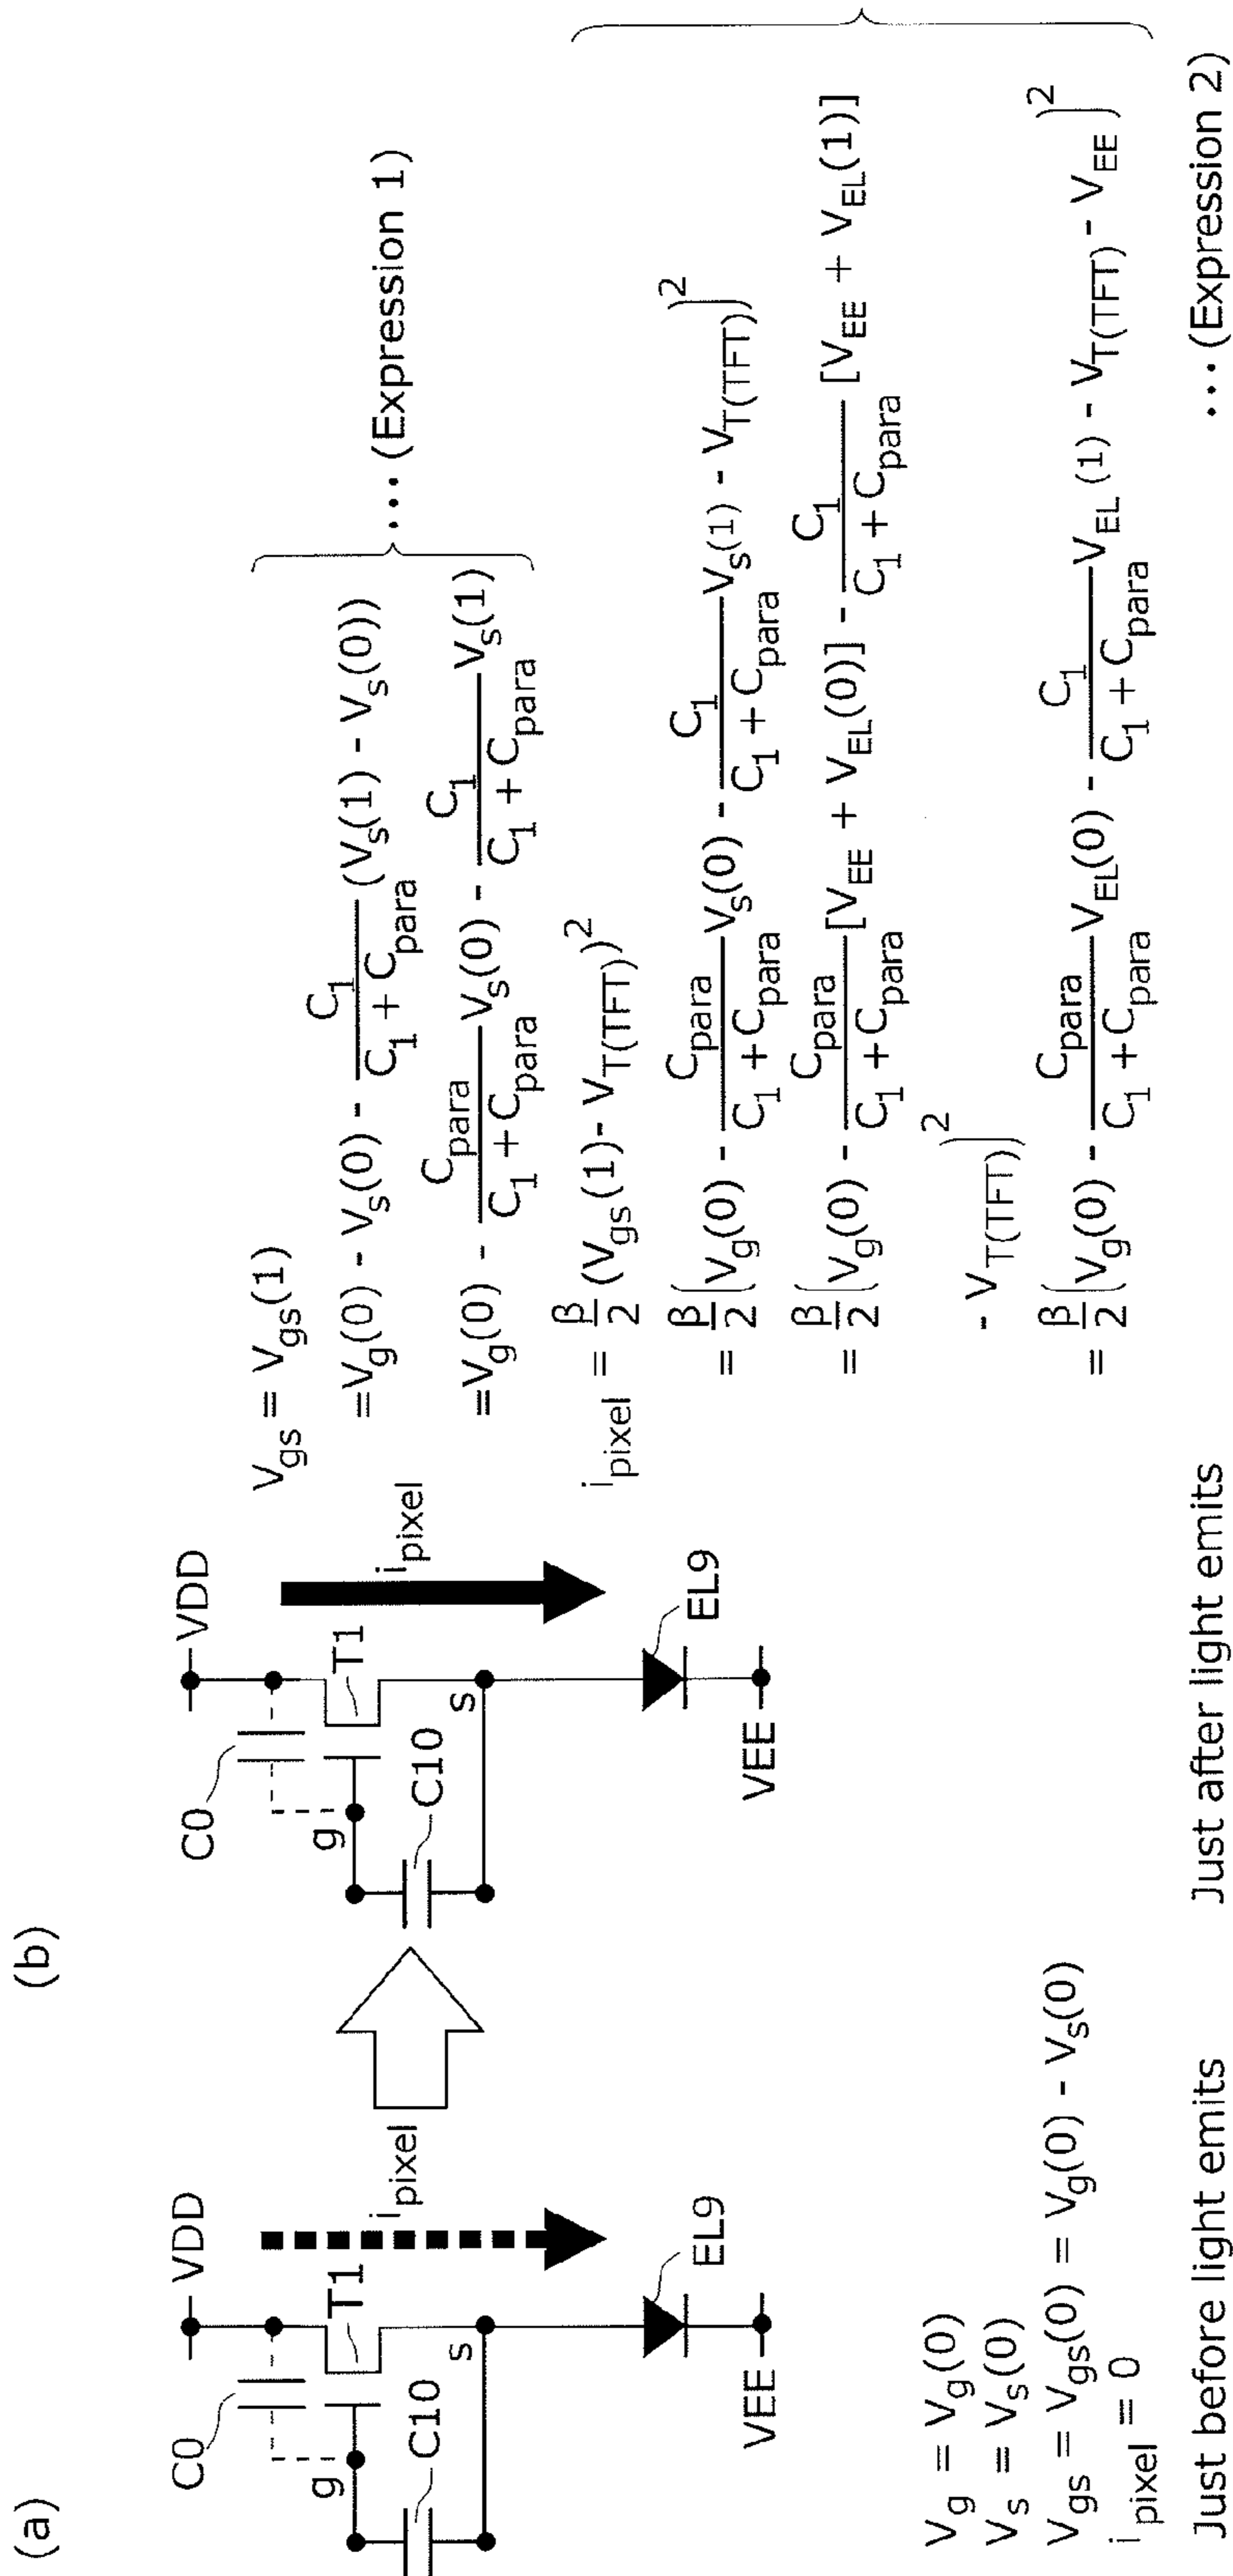 (a)
C0
VDD
T1
g
i_pixel
C10
s
EL9
VEE
V_g = V_g(0)
V_s = V_s(0)
V_gs = V_gs(0) = V_g(0) - V_s(0)
i_pixel = 0
Just before light emits
(b)
C0
VDD
T1
g
i_pixel
C10
s
EL9
VEE
Just after light emits
V_gs = V_gs(1)
=V_g(0) - V_s(0) - C_1/(C_1 + C_para) (V_s(1) - V_s(0))
=V_g(0) - C_para/(C_1 + C_para) V_s(0) - C_1/(C_1 + C_para) V_s(1)
··· (Expression 1)
i_pixel = β/2 (V_gs(1) - V_T(TFT))^2
= β/2 (V_g(0) - C_para/(C_1 + C_para) V_s(0) - C_1/(C_1 + C_para) V_s(1) - V_T(TFT))^2
= β/2 (V_g(0) - C_para/(C_1 + C_para) [V_EE + V_EL(0)] - C_1/(C_1 + C_para) [V_EE + V_EL(1)]
- V_T(TFT))^2
= β/2 (V_g(0) - C_para/(C_1 + C_para) V_EL(0) - C_1/(C_1 + C_para) V_EL(1) - V_T(TFT) - V_EE)^2
··· (Expression 2)